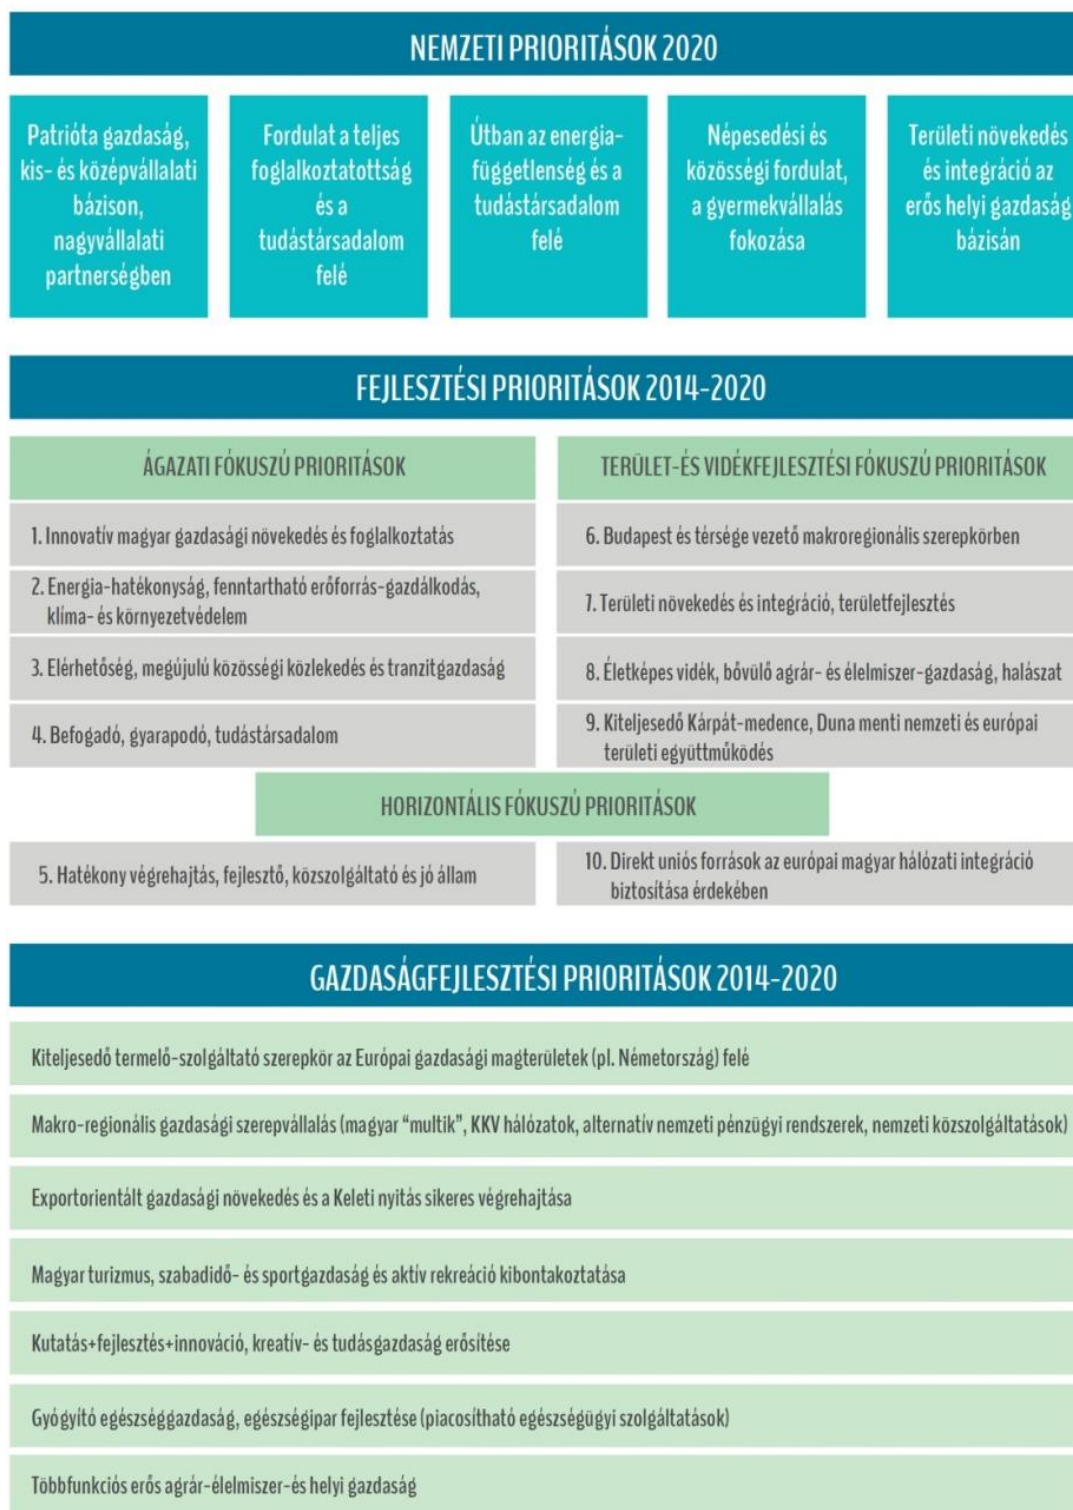 NEMZETI PRIORITÁSOK 2020
Patrióta gazdaság,
kis- és középvállalati
bázison,
nagyvállalati
partnerségben
Fordulat a teljes
foglalkoztatottság
és a
tudástársadalom
felé
Útban az energia-
függetlenség és a
tudástársadalom
felé
Népesedési és
közösségi fordulat,
a gyermekvállalás
fokozása
Területi növekedés
és integráció az
erős helyi gazdaság
bázisán
FEJLESZTÉSI PRIORITÁSOK 2014-2020
ÁGAZATI FÓKUSZÚ PRIORITÁSOK
1. Innovatív magyar gazdasági növekedés és foglalkoztatás
2. Energia-hatékonyság, fenntartható erőforrás-gazdálkodás,
klíma- és környezetvédelem
3. Elérhetőség, megújuló közösségi közlekedés és tranzitgazdaság
4. Befogadó, gyarapodó, tudástársadalom
TERÜLET-ÉS VIDÉKFEJLESZTÉSI FÓKUSZÚ PRIORITÁSOK
6. Budapest és térsége vezető makroregionális szerepkörben
7. Területi növekedés és integráció, területfejlesztés
8. Életképes vidék, bővülő agrár- és élelmiszer-gazdaság, halászat
9. Kiteljesedő Kárpát-medence, Duna menti nemzeti és európai
területi együttműködés
HORIZONTÁLIS FÓKUSZÚ PRIORITÁSOK
5. Hatékony végrehajtás, fejlesztő, közszolgáltató és jó állam
10. Direkt uniós források az európai magyar hálózati integráció
biztosítása érdekében
GAZDASÁGFEJLESZTÉSI PRIORITÁSOK 2014-2020
Kiteljesedő termelő-szolgáltató szerepkör az Európai gazdasági magterületek (pl. Németország) felé
Makro-regionális gazdasági szerepvállalás (magyar "multik", KKV hálózatok, alternatív nemzeti pénzügyi rendszerek, nemzeti közszolgáltatások)
Exportorientált gazdasági növekedés és a Keleti nyitás sikeres végrehajtása
Magyar turizmus, szabadidő- és sportgazdaság és aktív rekreáció kibontakoztatása
Kutatás+fejlesztés+innováció, kreatív- és tudásgazdaság erősítése
Gyógyító egészséggazdaság, egészségipar fejlesztése (piacosítható egészségügyi szolgáltatások)
Többfunkciós erős agrár-élelmiszer-és helyi gazdaság